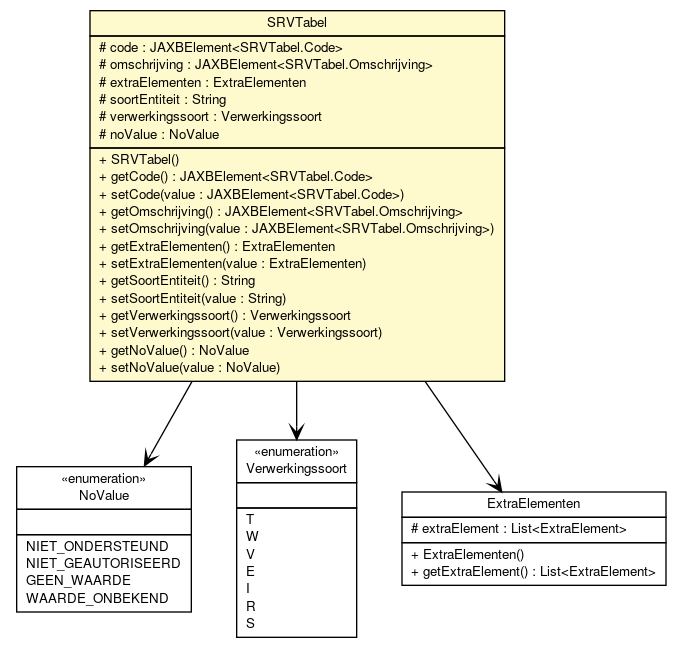 SRVTabel
# code : JAXBElement<SRVTabel.Code>
# omschrijving : JAXBElement<SRVTabel.Omschrijving>
# extraElementen : ExtraElementen
# soortEntiteit : String
# verwerkingssoort : Verwerkingssoort
# noValue : NoValue
+ SRVTabel()
+ getCode() : JAXBElement<SRVTabel.Code>
+ setCode(value : JAXBElement<SRVTabel.Code>)
+ getOmschrijving() : JAXBElement<SRVTabel.Omschrijving>
+ setOmschrijving(value : JAXBElement<SRVTabel.Omschrijving>)
+ getExtraElementen() : ExtraElementen
+ setExtraElementen(value : ExtraElementen)
+ getSoortEntiteit() : String
+ setSoortEntiteit(value : String)
+ getVerwerkingssoort() : Verwerkingssoort
+ setVerwerkingssoort(value : Verwerkingssoort)
+ getNoValue() : NoValue
+ setNoValue(value : NoValue)
«enumeration»
NoValue
NIET_ONDERSTEUND
NIET_GEAUTORISEERD
GEEN_WAARDE
WAARDE_ONBEKEND
«enumeration»
Verwerkingssoort
T
W
V
E
I
R
S
ExtraElementen
# extraElement : List<ExtraElement>
+ ExtraElementen()
+ getExtraElement() : List<ExtraElement>